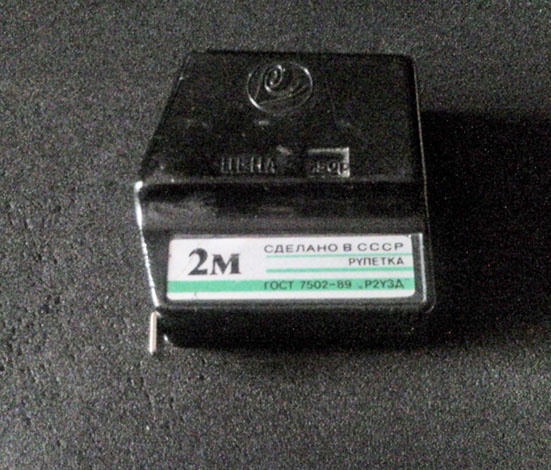 ЦЕНА
2М
СДЕЛАНО В СССР
РУЛЕТКА
ГОСТ 7502-89 Р2У3Д